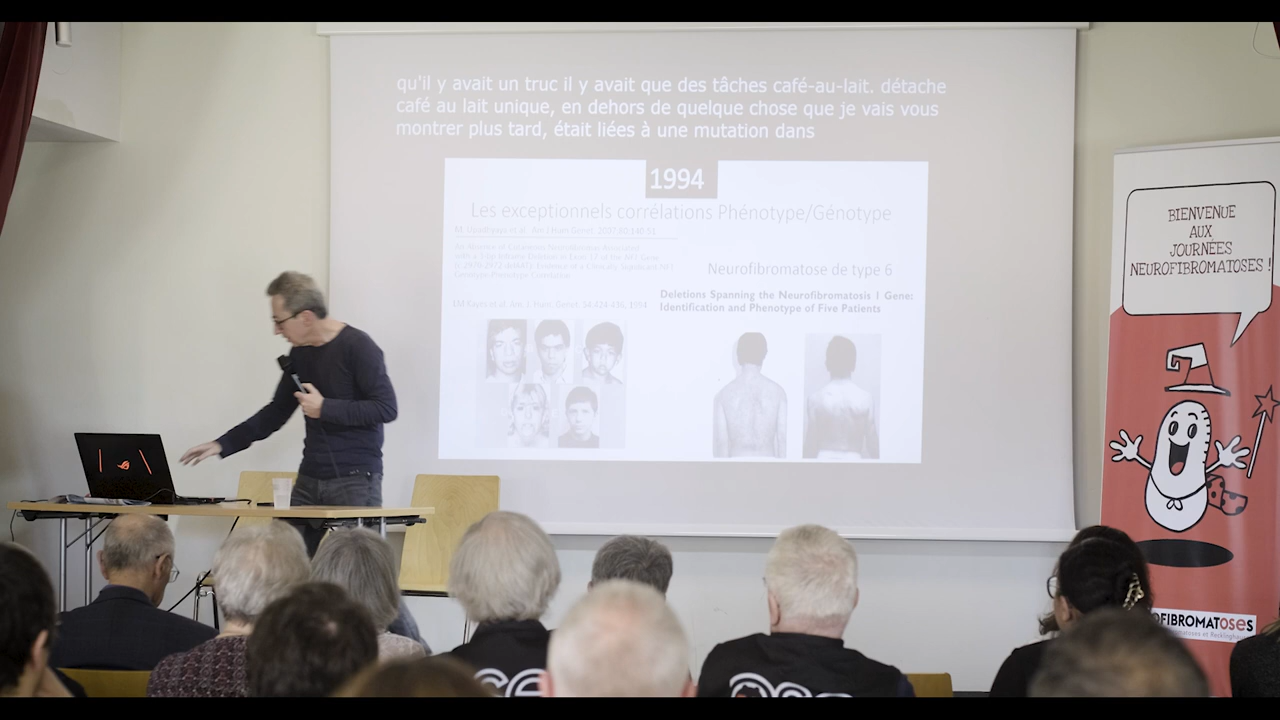 qu'il y avait un truc il y avait que des tâches café-au-lait. détache
café au lait unique, en dehors de quelque chose que je vais vous
montrer plus tard, était liées à une mutation dans
1994
Les exceptionnels corrélations Phénotype/Génotype
Neurofibromatose de type 6
Deletions Spanning the Neurofibromatosis 1 Gene:
Identification and Phenotype of Five Patients
BIENVENUE
AUX
JOURNÉES
NEUROFIBROMATOSES !
OFIBROMATOSES